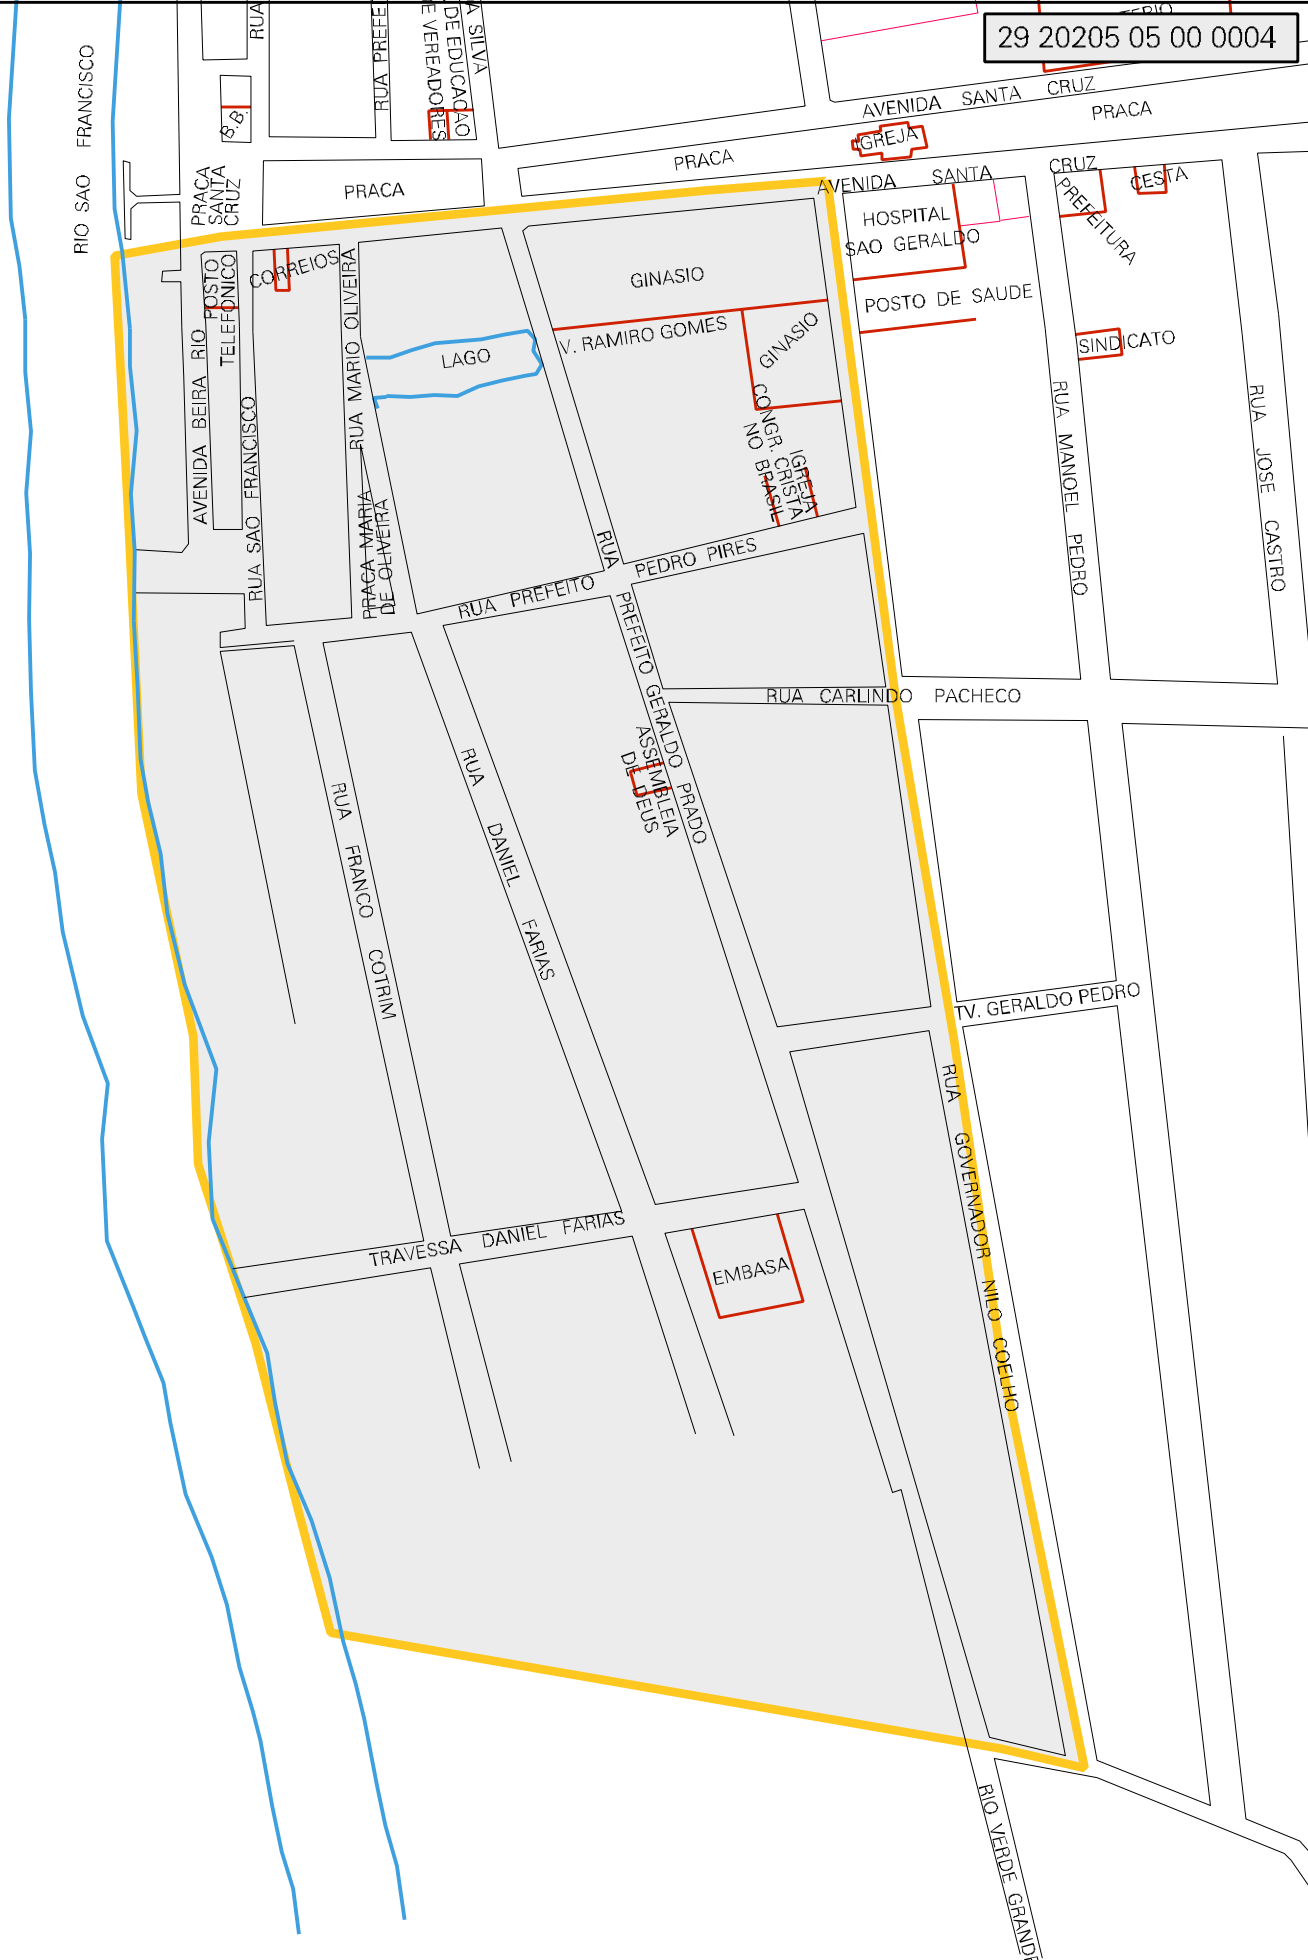 29 20205 05 00 0004
RUA
RUA PREFE
E VEREADORES
DE EDUCACAO
A SILVA
RIO SAO FRANCISCO
B.B.
AVENIDA SANTA CRUZ
PRACA
IGREJA
PRACA
PRACA
PRACA
SANTA
CRUZ
AVENIDA SANTA CRUZ
HOSPITAL
SAO GERALDO
PREFEITURA
CESTA
POSTO DE SAUDE
SINDICATO
CORREIOS
POSTO
TELEFONICO
GINASIO
V. RAMIRO GOMES
GINASIO
LAGO
AVENIDA BEIRA RIO
RUA SAO FRANCISCO
RUA MARIO OLIVEIRA
PRACA MARIA
DE OLIVEIRA
IGREJA
CONGR. CRISTA
NO BRASIL
RUA MANOEL PEDRO
RUA JOSE CASTRO
RUA PREFEITO PEDRO PIRES
RUA PREFEITO GERALDO PRADO
RUA CARLINDO PACHECO
ASSEMBLEIA
DE DEUS
RUA FRANCO COTRIM
RUA DANIEL FARIAS
TV. GERALDO PEDRO
RUA GOVERNADOR NILO COELHO
TRAVESSA DANIEL FARIAS
EMBASA
RIO VERDE GRANDE